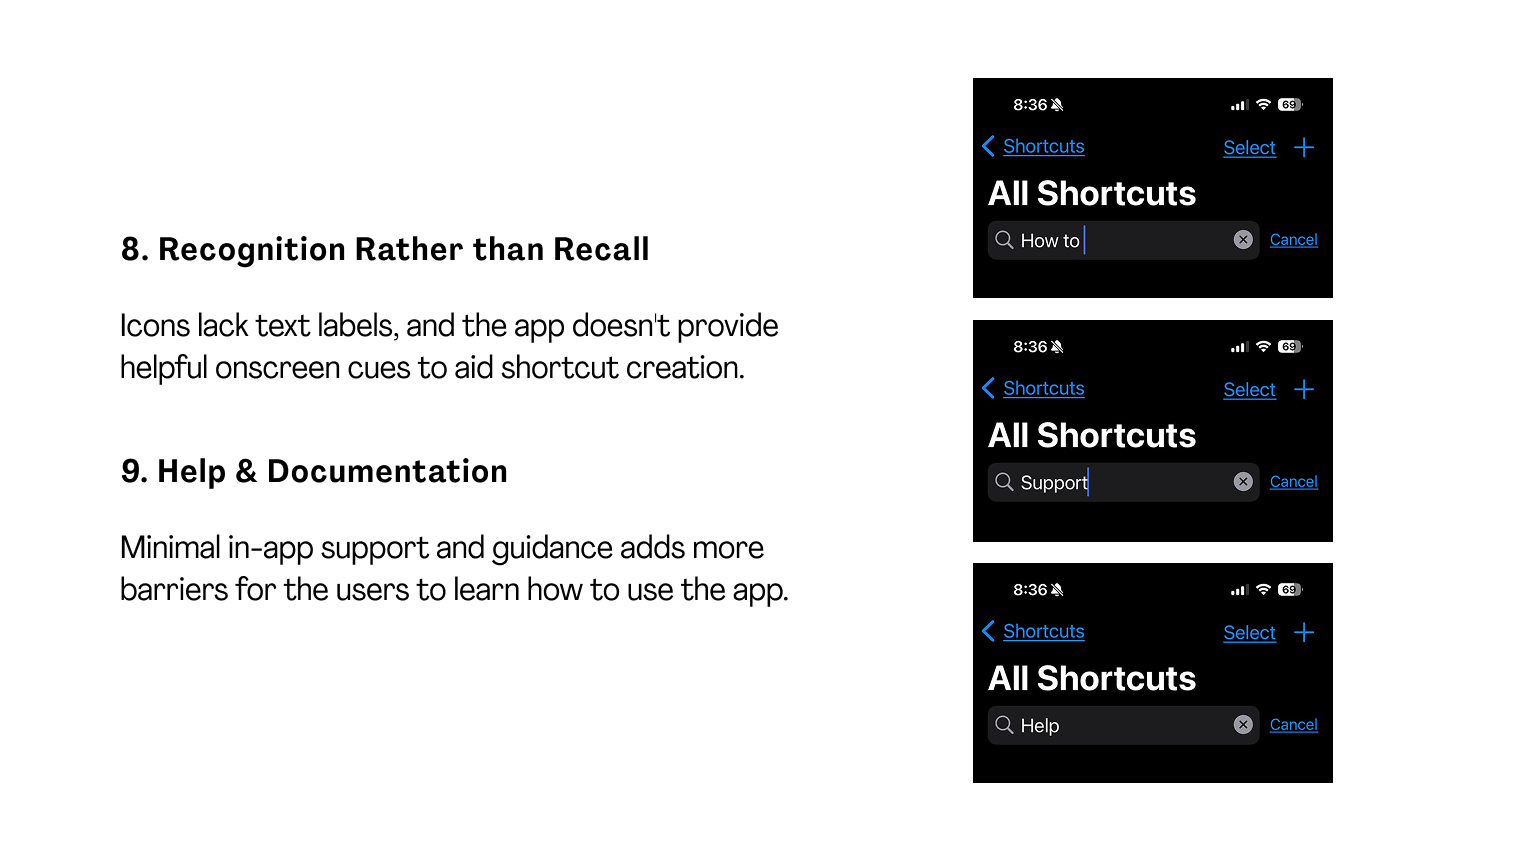 8. Recognition Rather than Recall
Icons lack text labels, and the app doesn't provide
helpful onscreen cues to aid shortcut creation.
9. Help & Documentation
Minimal in-app support and guidance adds more
barriers for the users to learn how to use the app.
8:36 69
Shortcuts Select +
All Shortcuts
How to Cancel
8:36 69
Shortcuts Select +
All Shortcuts
Support Cancel
8:36 69
Shortcuts Select +
All Shortcuts
Help Cancel